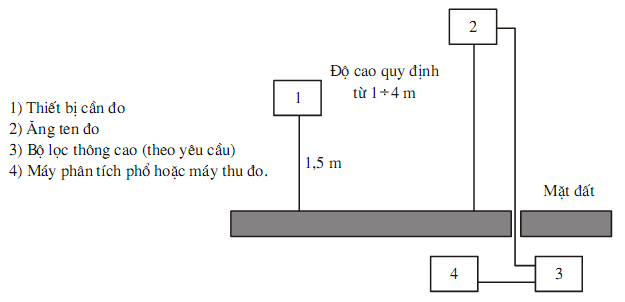 2
Độ cao quy định
từ 1÷4 m
1
1) Thiết bị cần đo
2) Ăng ten đo
3) Bộ lọc thông cao (theo yêu cầu)
4) Máy phân tích phổ hoặc máy thu đo.
1,5 m
Mặt đất
4
3